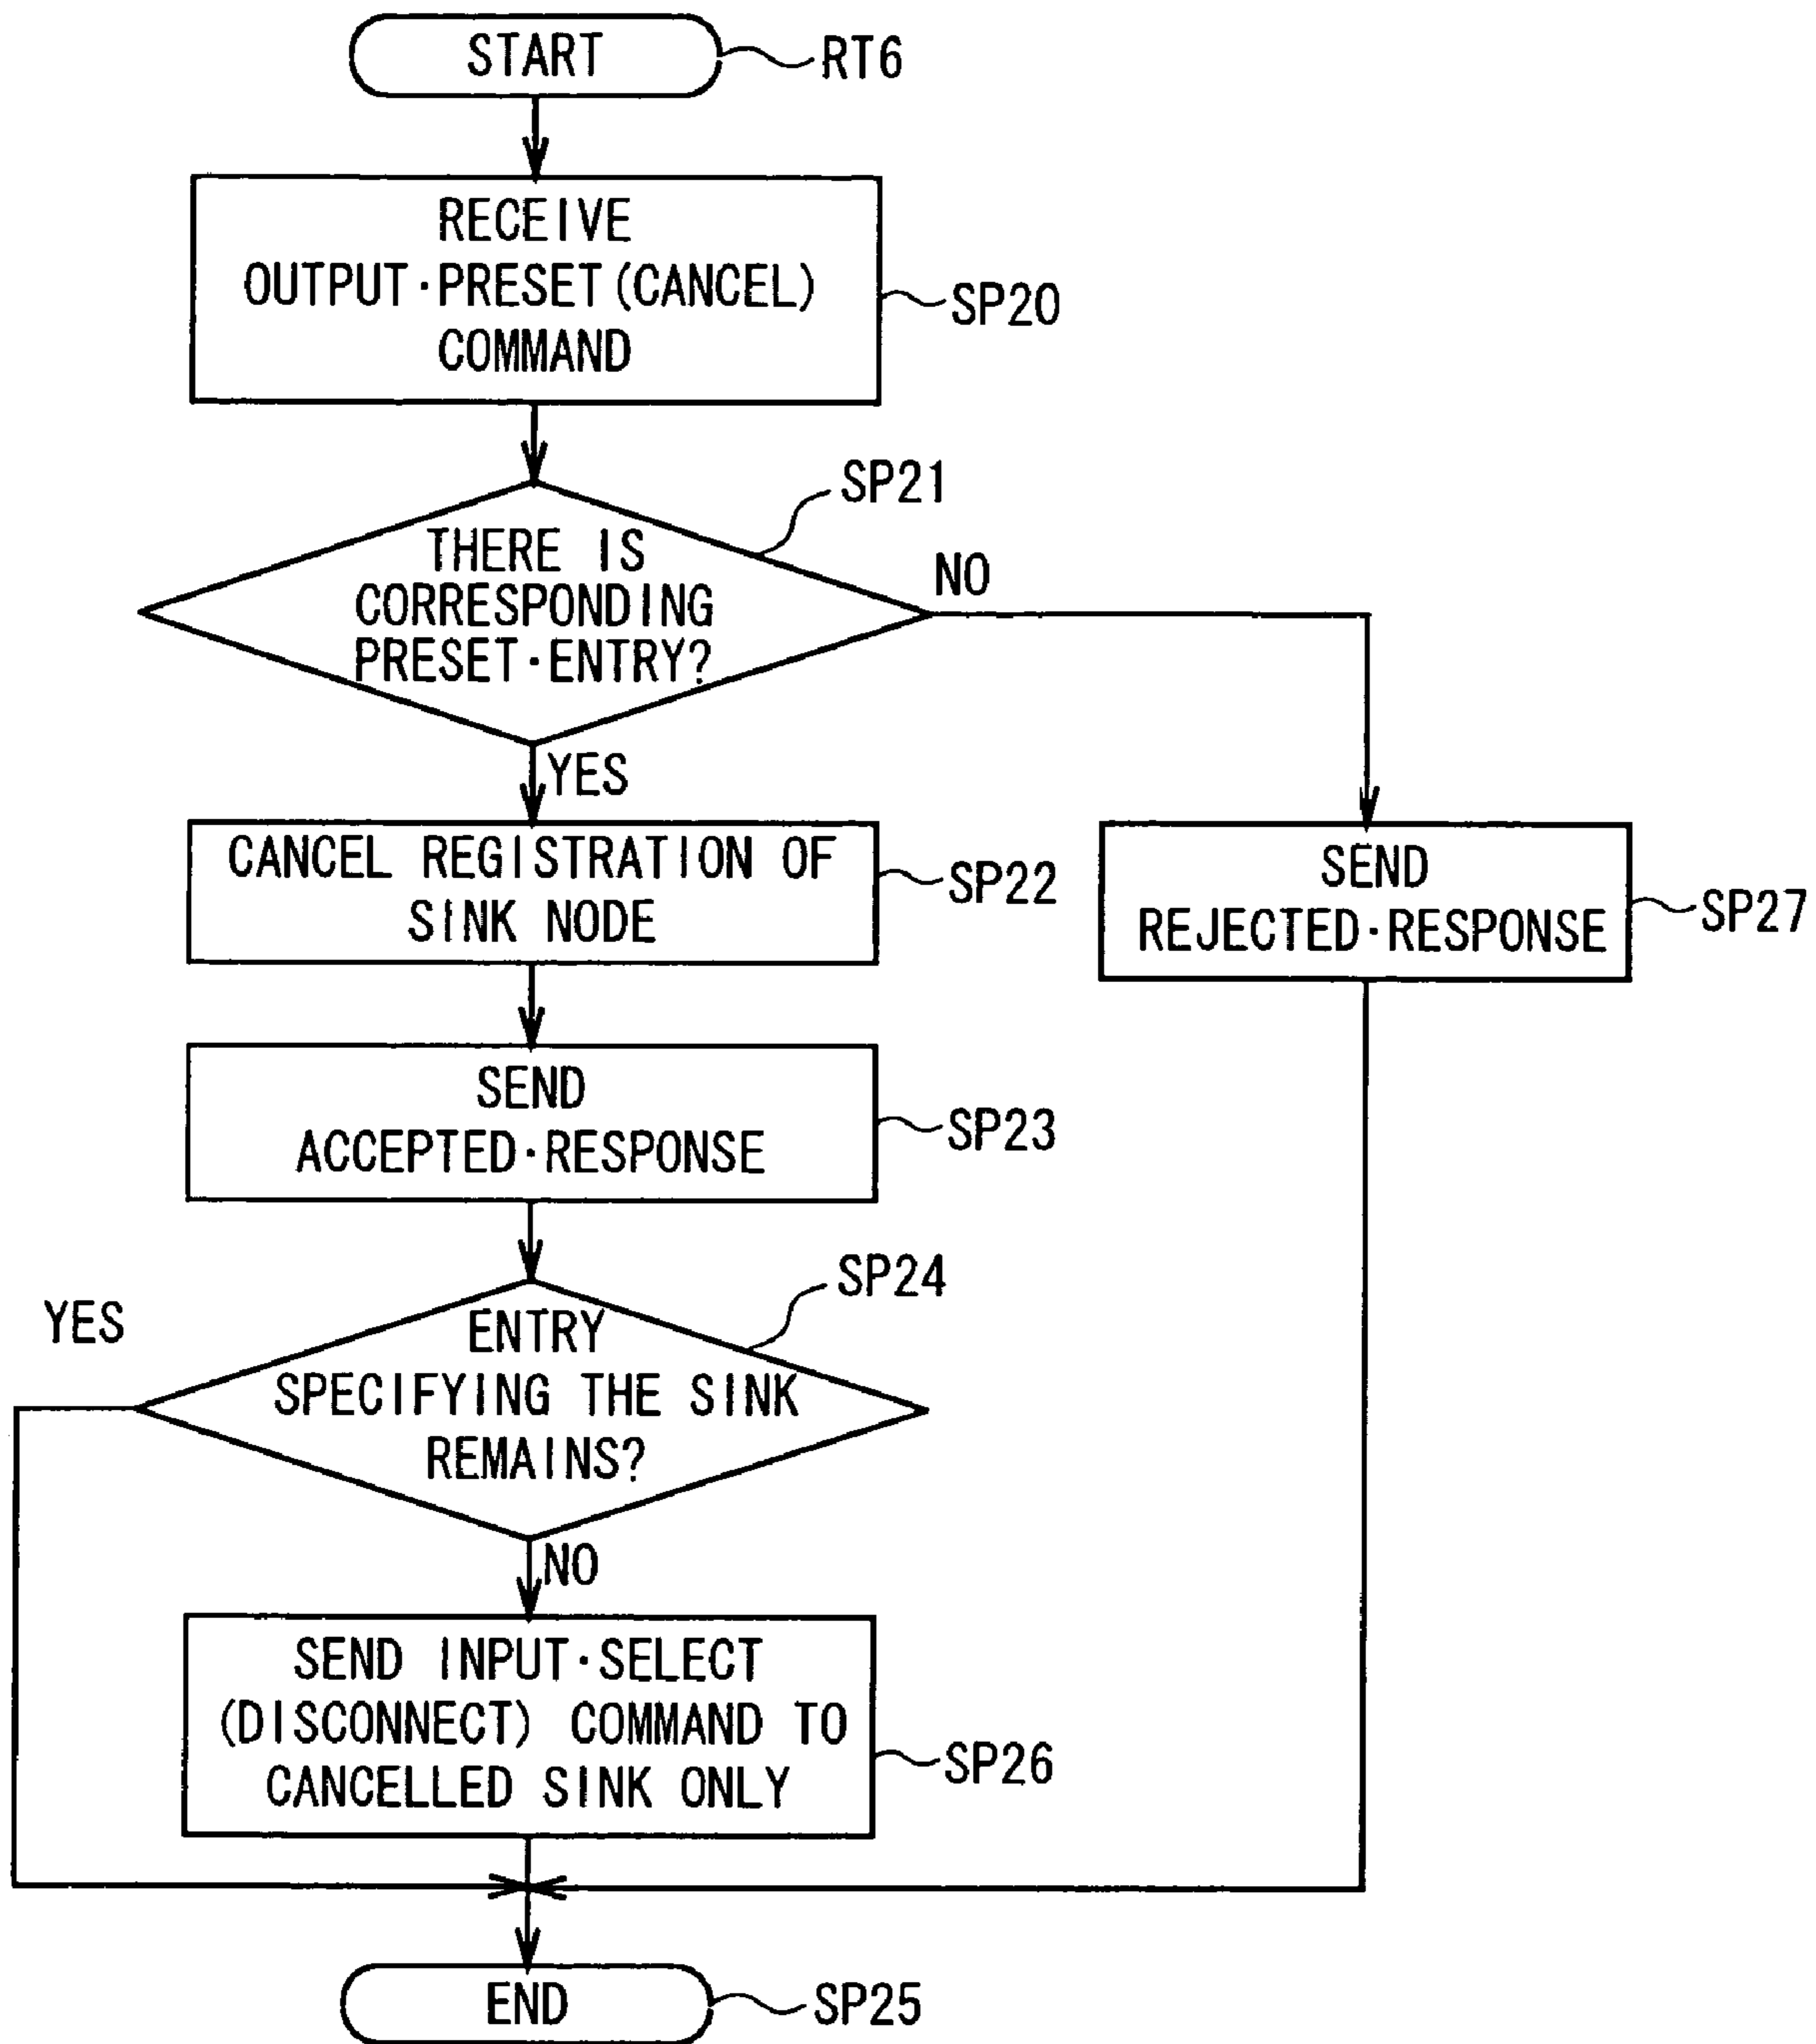 START
RT6
RECEIVE
OUTPUT·PRESET(CANCEL)
COMMAND
SP20
SP21
THERE IS
CORRESPONDING
PRESET·ENTRY?
NO
YES
CANCEL REGISTRATION OF
SINK NODE
SP22
SEND
REJECTED·RESPONSE
SP27
SEND
ACCEPTED·RESPONSE
SP23
SP24
YES
ENTRY
SPECIFYING THE SINK
REMAINS?
NO
SEND INPUT·SELECT
(DISCONNECT) COMMAND TO
CANCELLED SINK ONLY
SP26
END
SP25